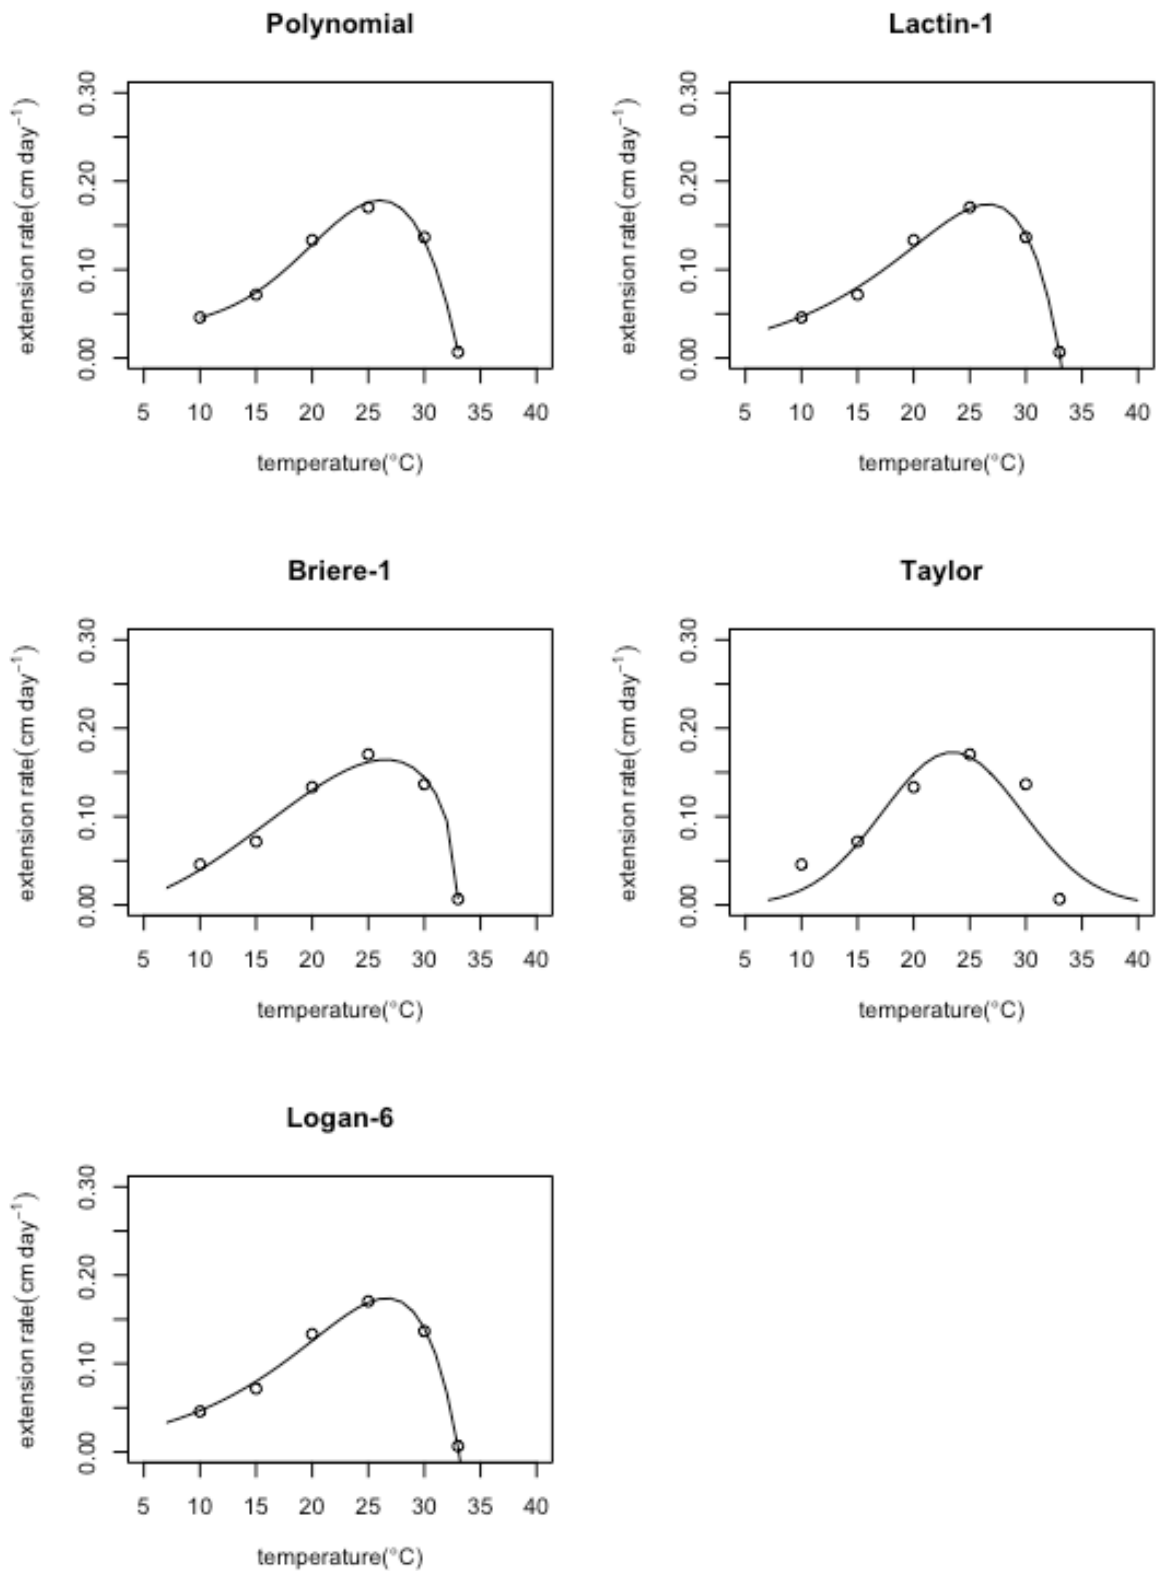 Polynomial
extension rate(cm day⁻¹)
0.00 0.10 0.20 0.30
5 10 15 20 25 30 35 40
temperature(°C)
Lactin-1
extension rate(cm day⁻¹)
0.00 0.10 0.20 0.30
5 10 15 20 25 30 35 40
temperature(°C)
Briere-1
extension rate(cm day⁻¹)
0.00 0.10 0.20 0.30
5 10 15 20 25 30 35 40
temperature(°C)
Taylor
extension rate(cm day⁻¹)
0.00 0.10 0.20 0.30
5 10 15 20 25 30 35 40
temperature(°C)
Logan-6
extension rate(cm day⁻¹)
0.00 0.10 0.20 0.30
5 10 15 20 25 30 35 40
temperature(°C)